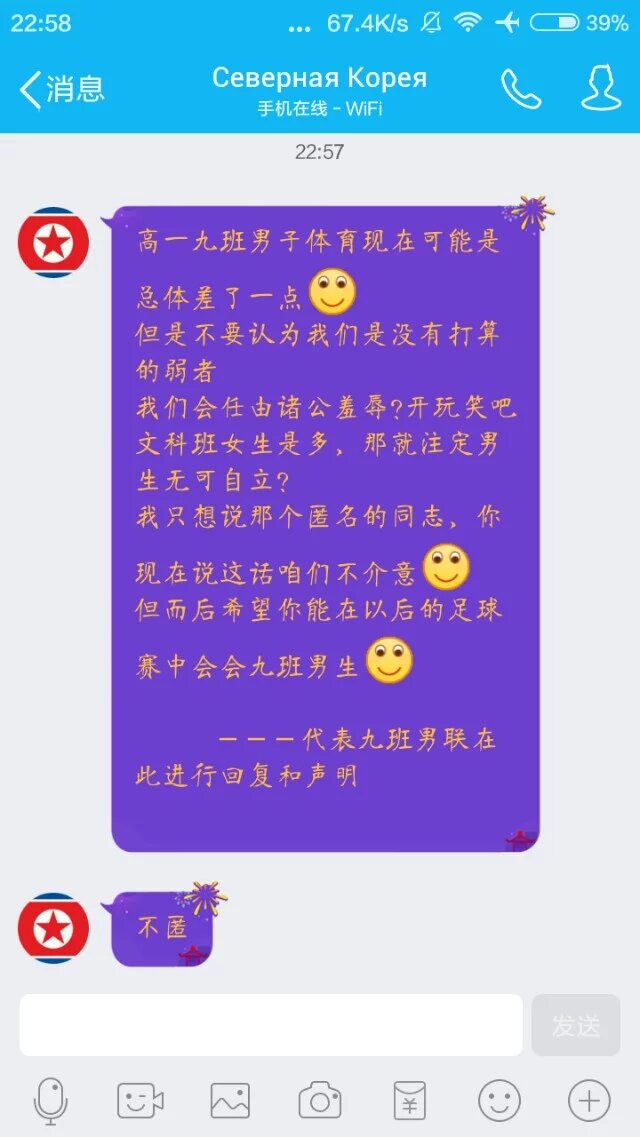 22:58
... 67.4K/s 39%
消息
Северная Корея
手机在线 - WiFi
22:57
高一九班男子体育现在可能是
总体差了一点
但是不要认为我们是没有打算
的弱者
我们会任由诸公羞辱?开玩笑吧
文科班女生是多，那就注定男
生无可自立?
我只想说那个匿名的同志，你
现在说这话咱们不介意
但而后希望你能在以后的足球
赛中会会九班男生
———代表九班男联在
此进行回复和声明
不匿
发送